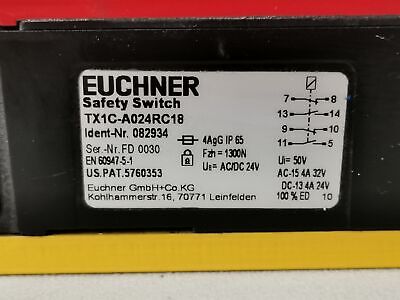 EUCHNER
Safety Switch
TX1C-A024RC18
Ident-Nr. 082934
Ser.-Nr. FD 0030
EN 60947-5-1
US.PAT.5760353
Euchner GmbH+Co.KG
Kohlhammerstr.16, 70771 Leinfelden
4AgG IP 65
Fzh = 1300N
U_B = AC/DC 24V
7 8
13 14
9 10
11 5
Ui= 50V
AC-15 4A 32V
DC-13 4A 24V
100 % ED 10